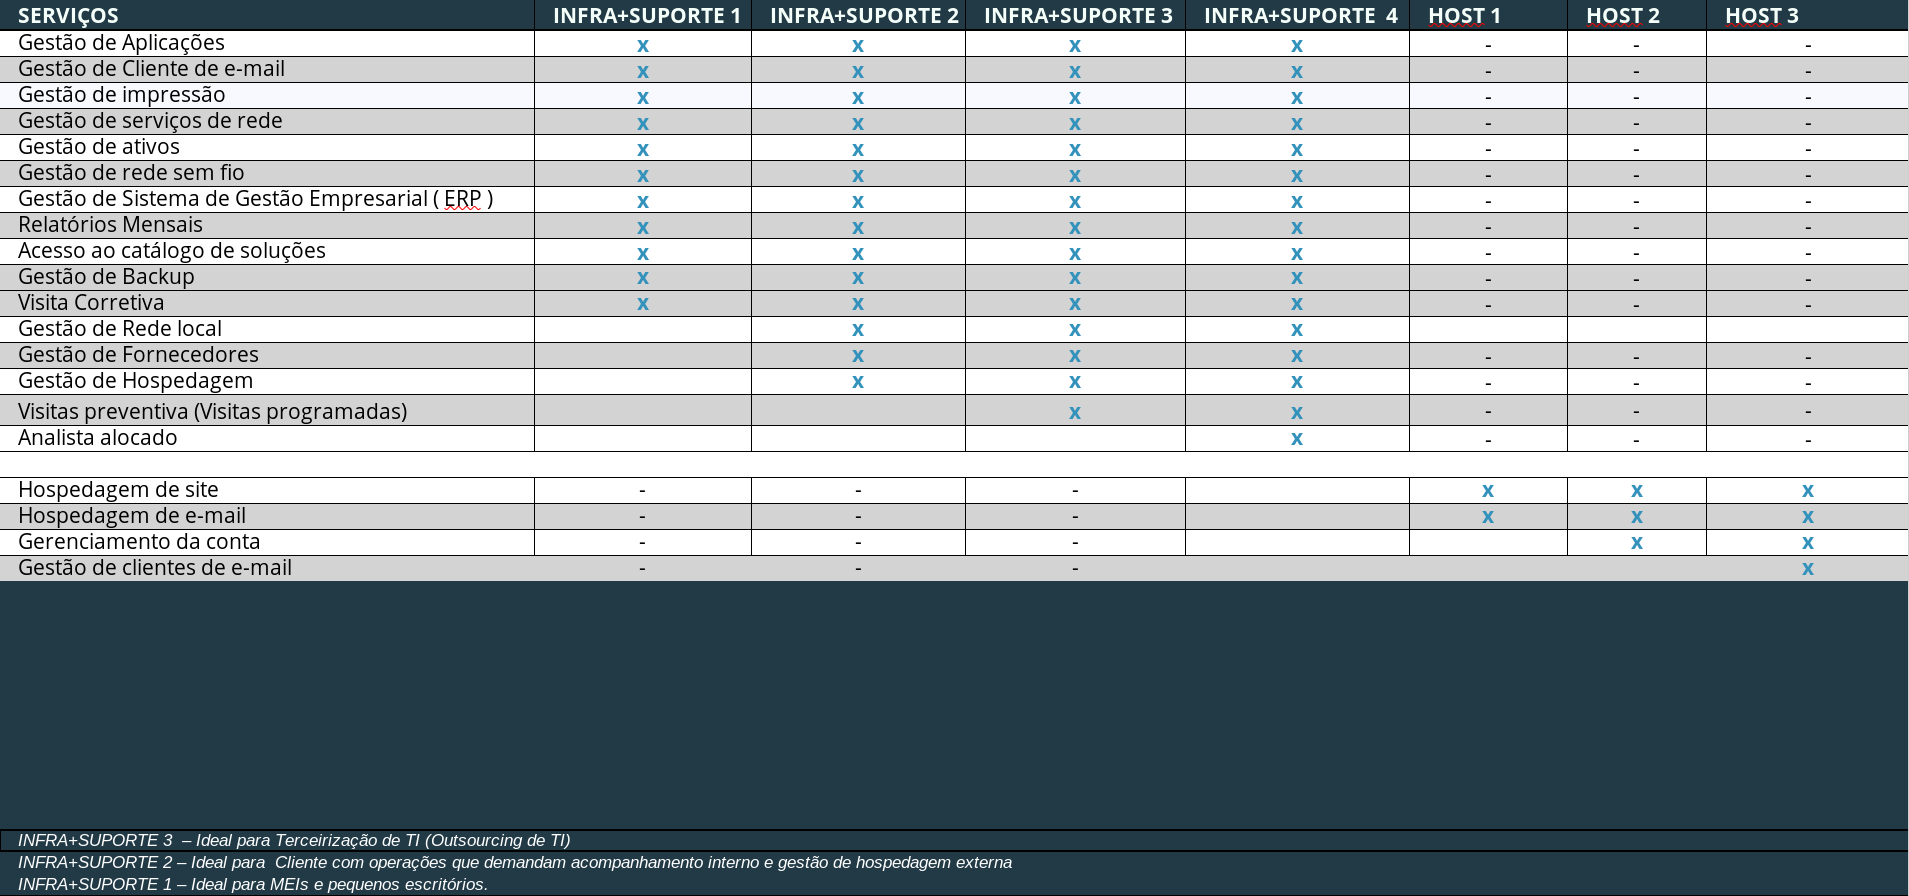 SERVIÇOS INFRA+SUPORTE 1 INFRA+SUPORTE 2 INFRA+SUPORTE 3 INFRA+SUPORTE  4 HOST 1 HOST 2 HOST 3
Gestão de Aplicações x x x x - - -
Gestão de Cliente de e-mail x x x x - - -
Gestão de impressão x x x x - - -
Gestão de serviços de rede x x x x - - -
Gestão de ativos x x x x - - -
Gestão de rede sem fio x x x x - - -
Gestão de Sistema de Gestão Empresarial ( ERP ) x x x x - - -
Relatórios Mensais x x x x - - -
Acesso ao catálogo de soluções x x x x - - -
Gestão de Backup x x x x - - -
Visita Corretiva x x x x - - -
Gestão de Rede local x x x
Gestão de Fornecedores x x x - - -
Gestão de Hospedagem x x x - - -
Visitas preventiva (Visitas programadas) x x - - -
Analista alocado x - - -
Hospedagem de site - - - x x x
Hospedagem de e-mail - - - x x x
Gerenciamento da conta - - - x x
Gestão de clientes de e-mail - - - x
INFRA+SUPORTE 3  – Ideal para Terceirização de TI (Outsourcing de TI)
INFRA+SUPORTE 2 – Ideal para  Cliente com operações que demandam acompanhamento interno e gestão de hospedagem externa
INFRA+SUPORTE 1 – Ideal para MEIs e pequenos escritórios.